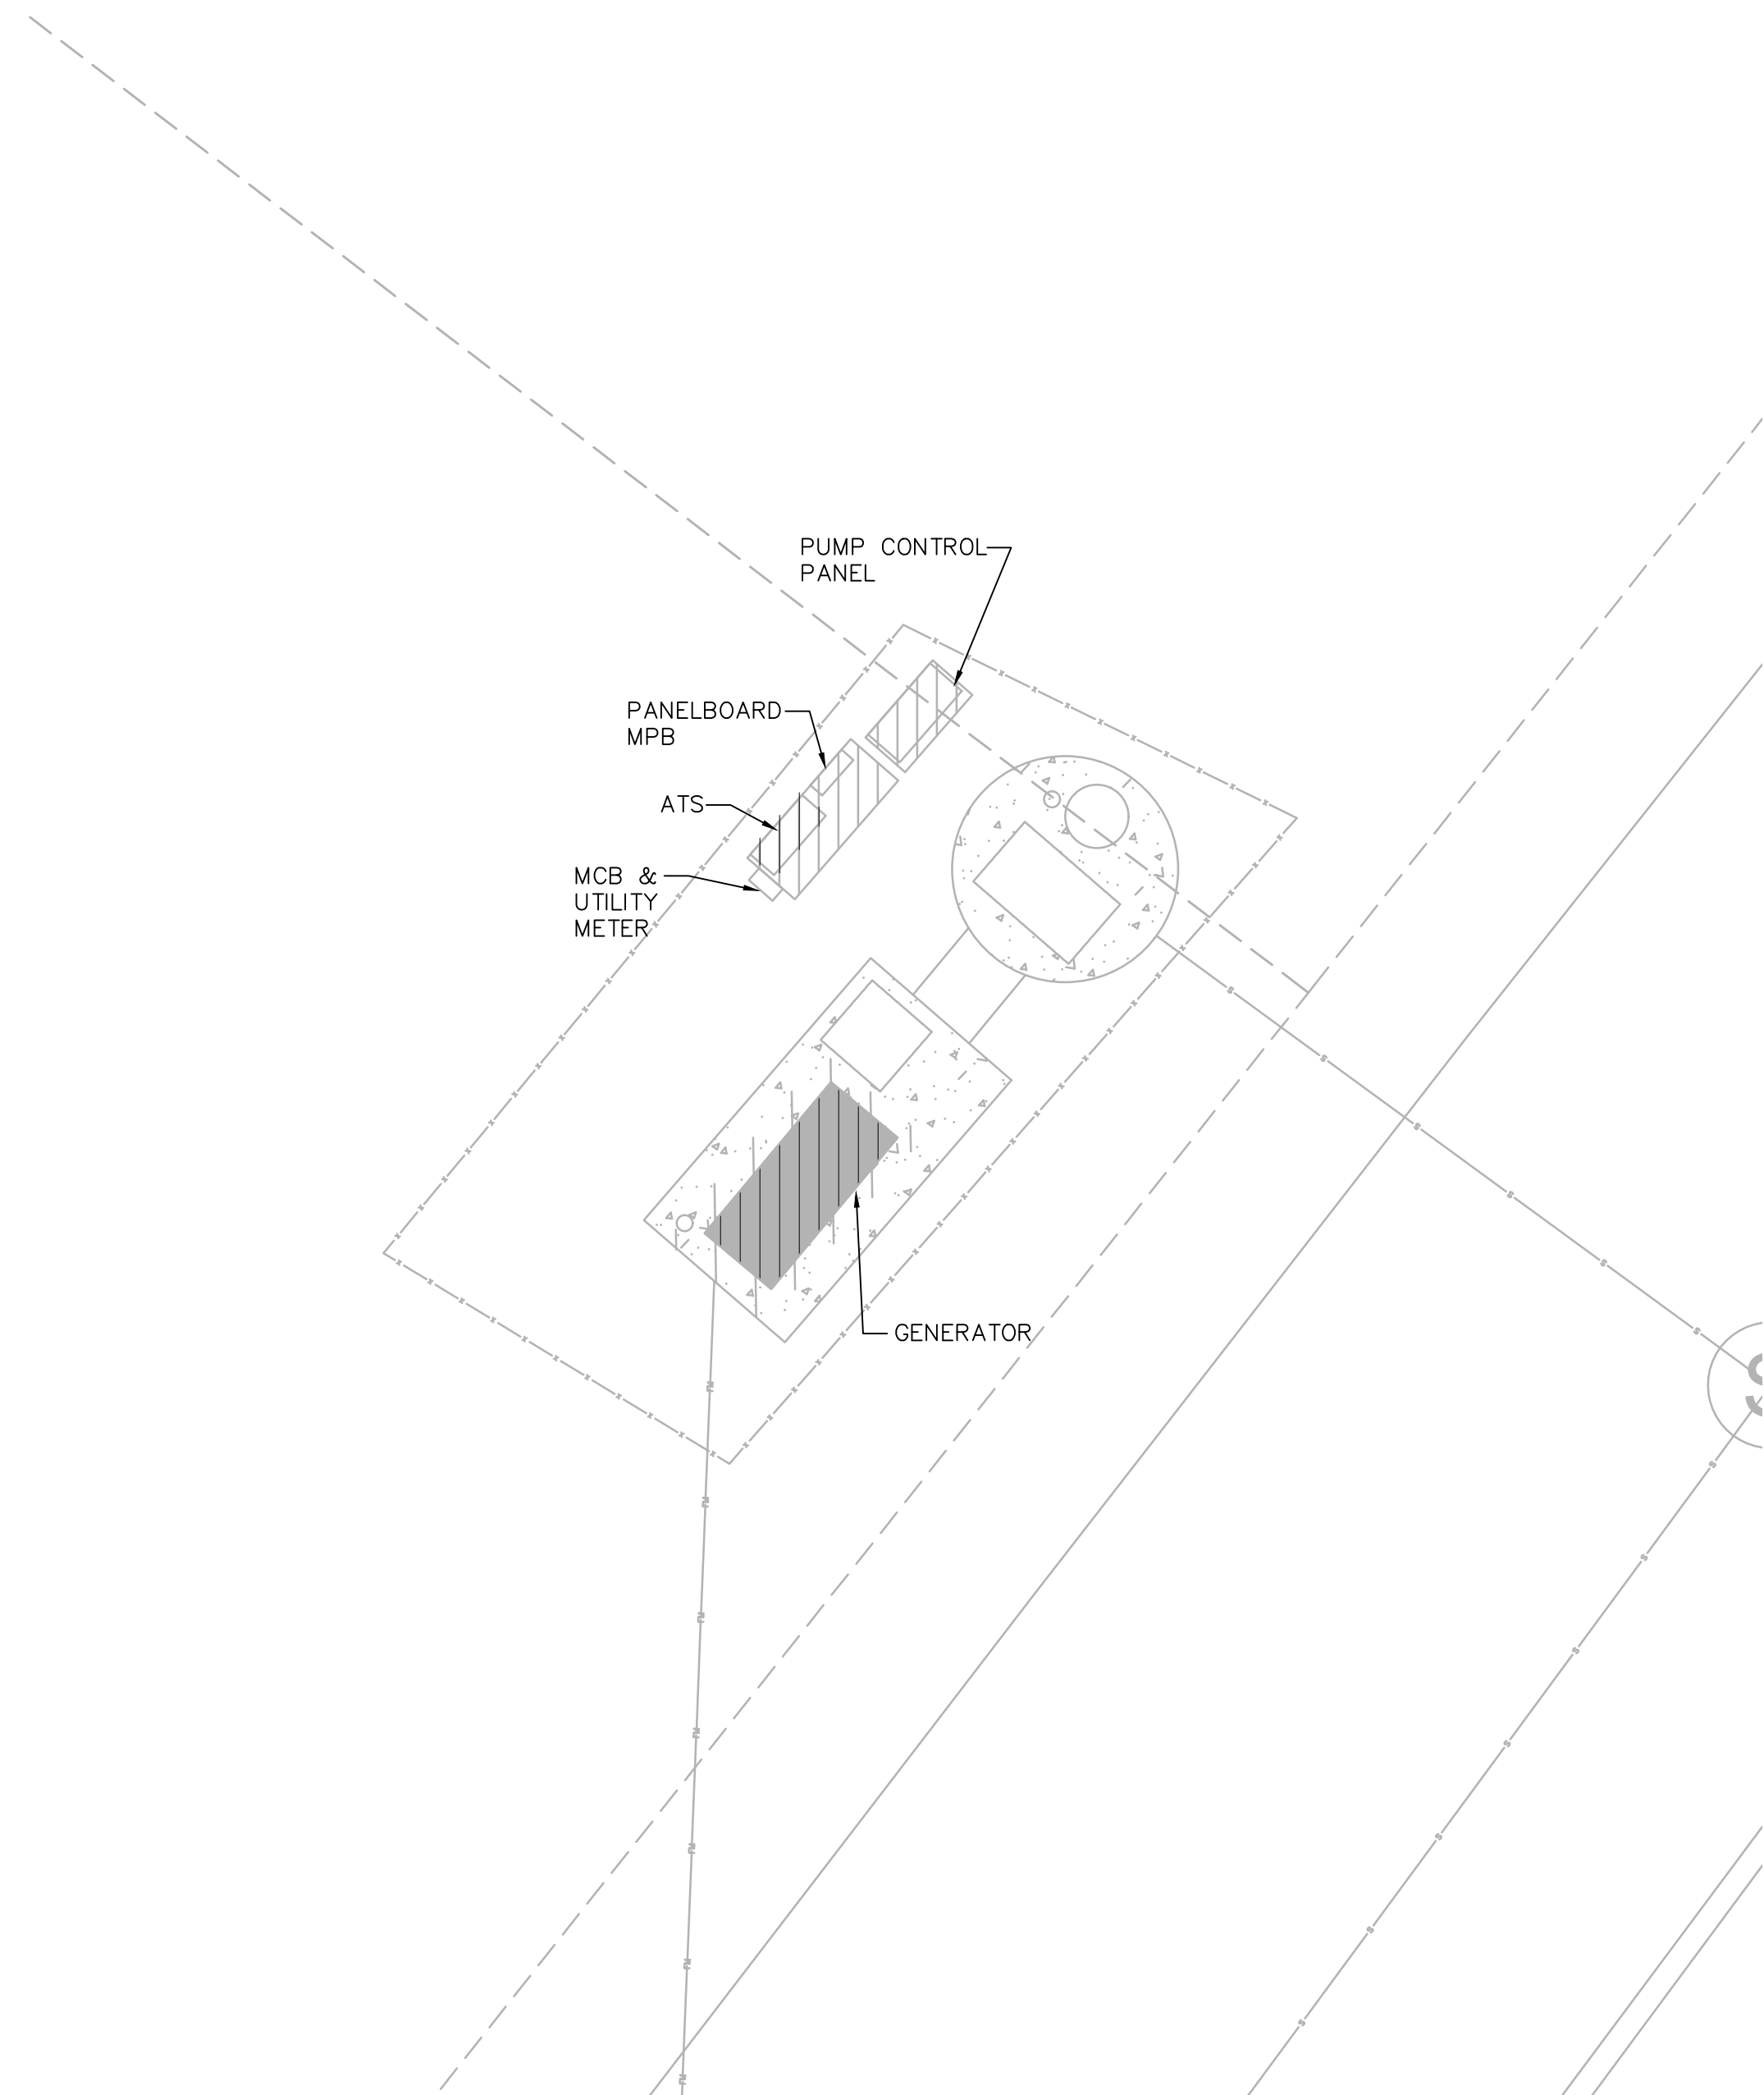 PUMP CONTROL
PANEL
PANELBOARD
MPB
ATS
MCB &
UTILITY
METER
GENERATOR